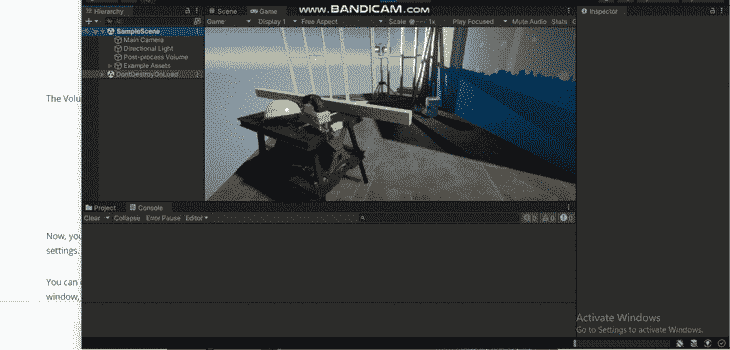 WWW.BANDICAM.COM
Hierarchy
Scene
Game
Inspector
All
Game
Display 1
Free Aspect
Scale
1x
Play Focused
Mute Audio
Stats
SampleScene
Main Camera
Directional Light
Post-process Volume
Example Assets
DontDestroyOnLoad
The Volu
Project
Console
Clear
Collapse
Error Pause
Editor
0
0
0
Now, you
settings.
You can
window,
Activate Windows
Go to Settings to activate Windows.